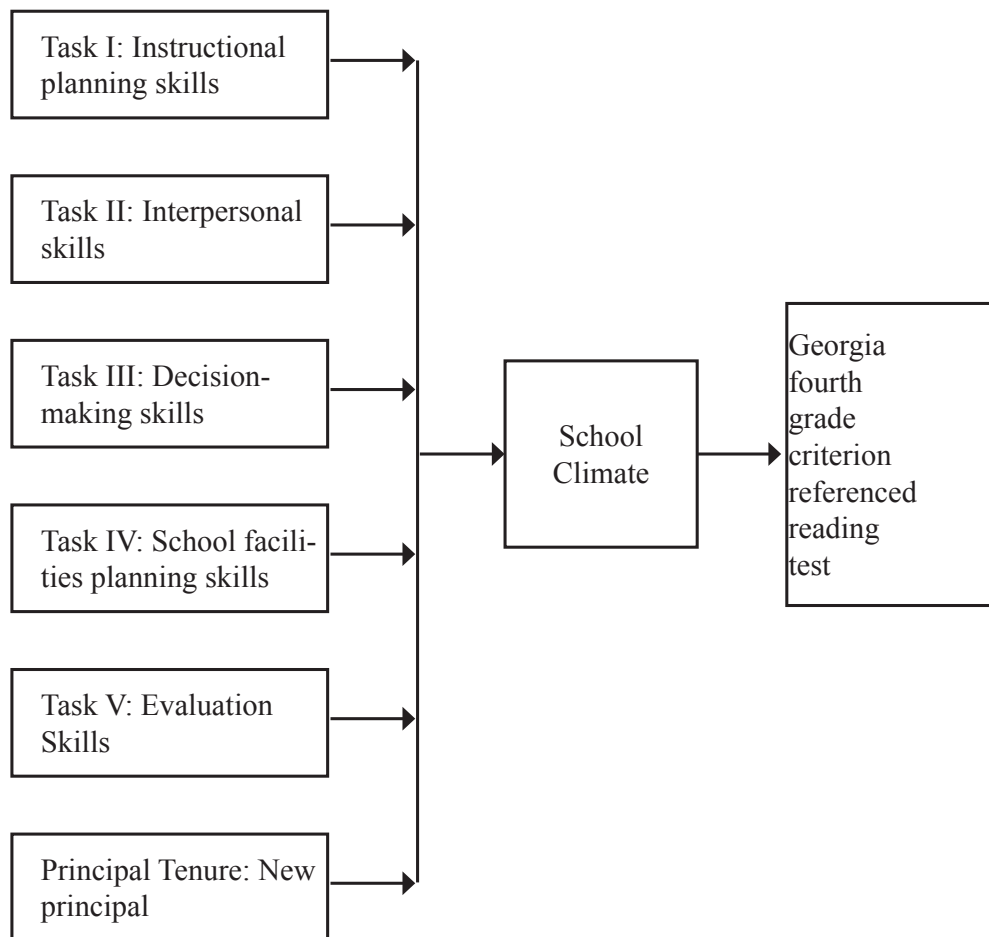 Task I: Instructional
planning skills
Task II: Interpersonal
skills
Task III: Decision-
making skills
Task IV: School facili-
ties planning skills
Task V: Evaluation
Skills
Principal Tenure: New
principal
School
Climate
Georgia
fourth
grade
criterion
referenced
reading
test